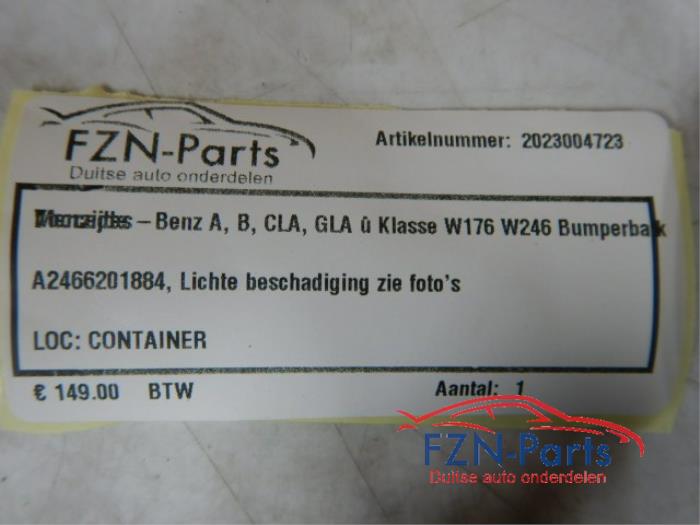 FZN-Parts
Duitse auto onderdelen
Artikelnummer: 2023004723
-Benz A, B, CLA, GLA û Klasse W176 W246 Bumperbalk
A2466201884, Lichte beschadiging zie foto's
LOC: CONTAINER
€ 149.00 BTW
Aantal: 1
FZN-Parts
Duitse auto onderdelen